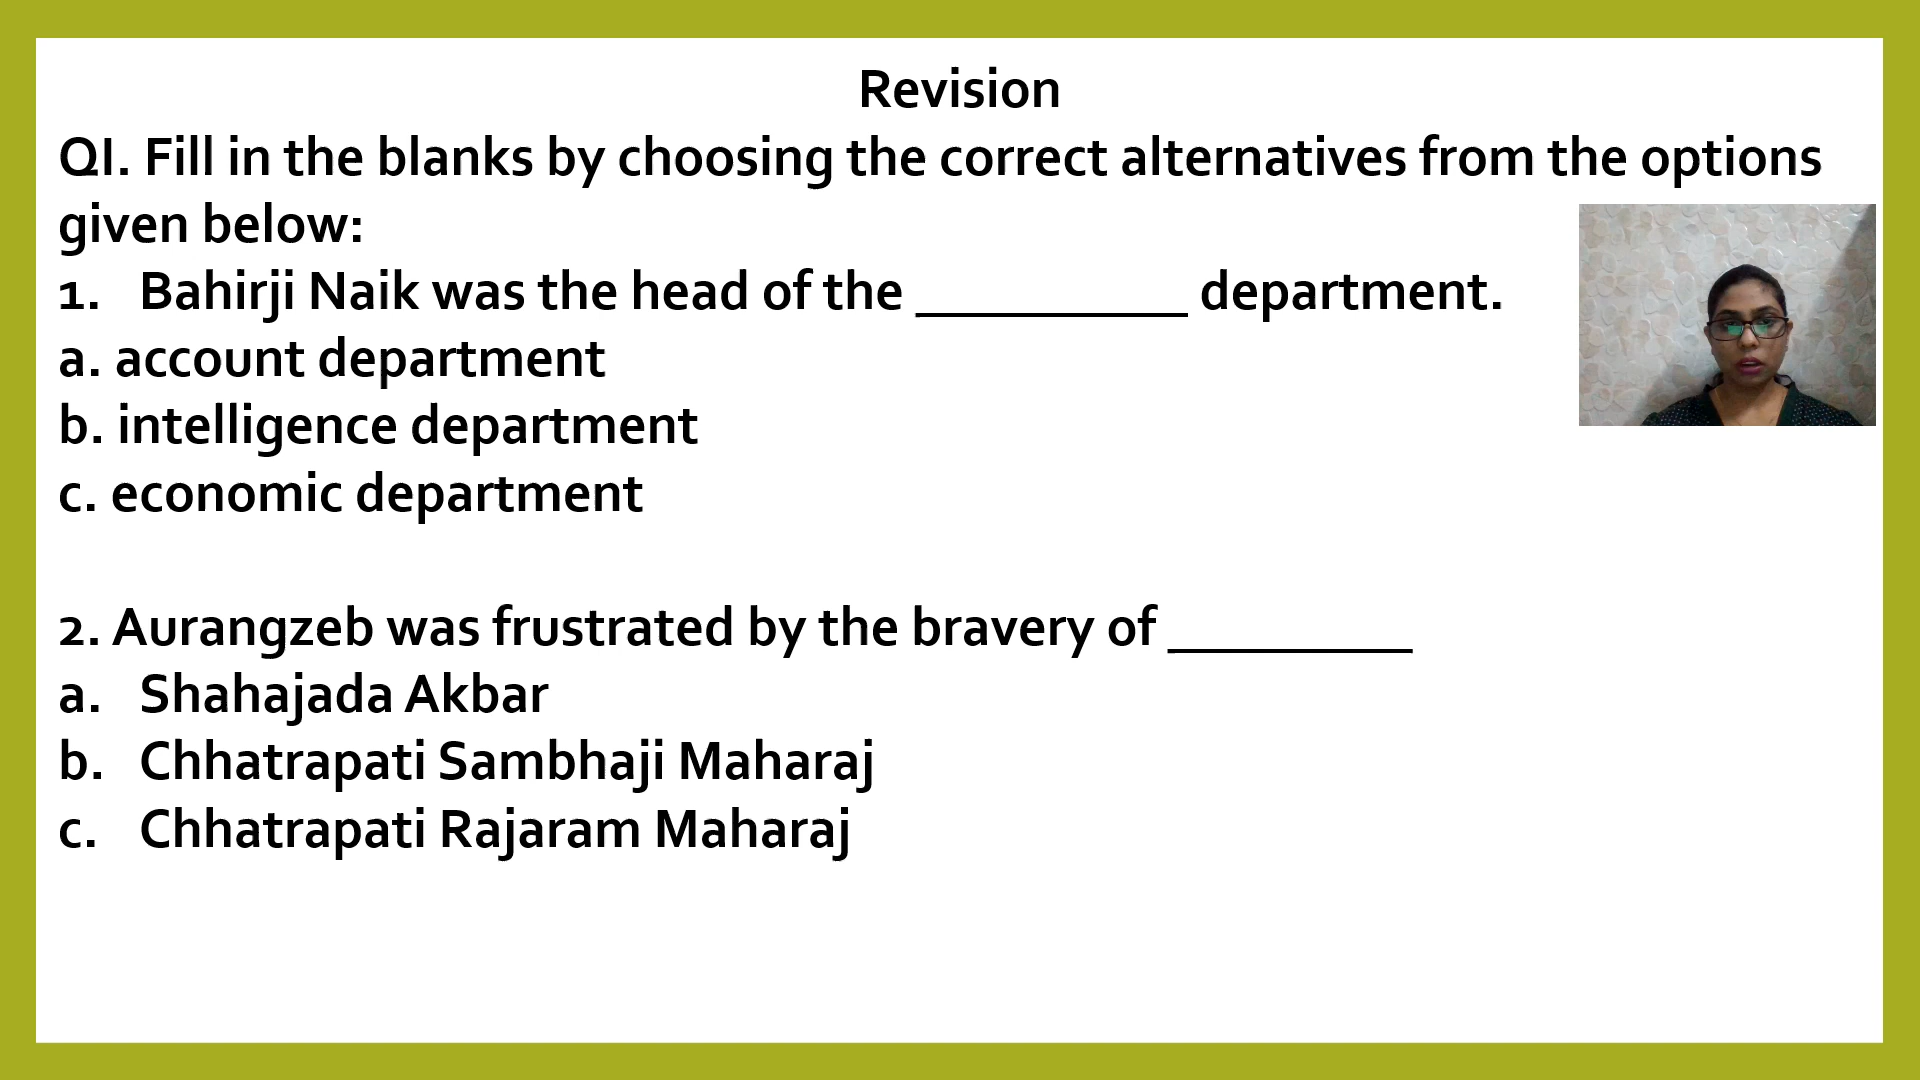 Revision
QI. Fill in the blanks by choosing the correct alternatives from the options
given below:
1. Bahirji Naik was the head of the __________ department.
a. account department
b. intelligence department
c. economic department
2. Aurangzeb was frustrated by the bravery of _________
a. Shahajada Akbar
b. Chhatrapati Sambhaji Maharaj
c. Chhatrapati Rajaram Maharaj